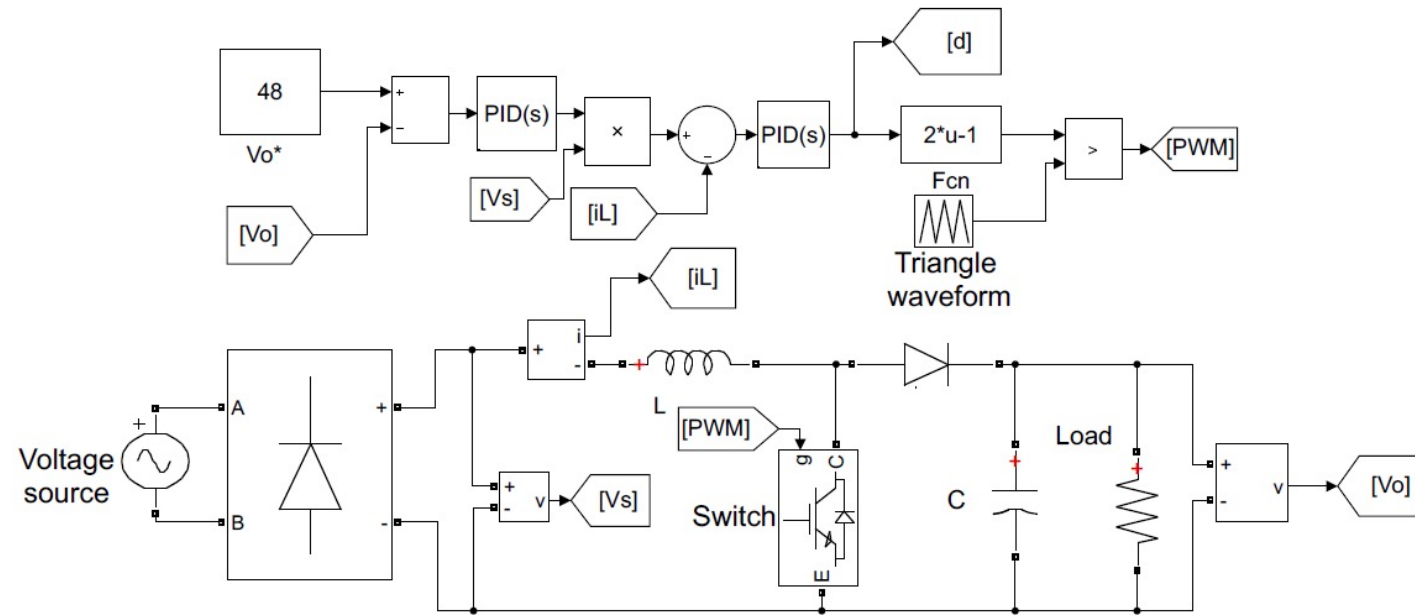 [d]
48
+
−
PID(s)
×
+
−
PID(s)
2*u-1
>
[PWM]
Vo*
[Vs]
[iL]
Fcn
[Vo]
Triangle
waveform
[iL]
+
i
-
L
[PWM]
Load
Voltage
source
+
A
B
+
-
+
-
v
[Vs]
Switch
g
C
E
+
C
+
+
-
v
[Vo]
+